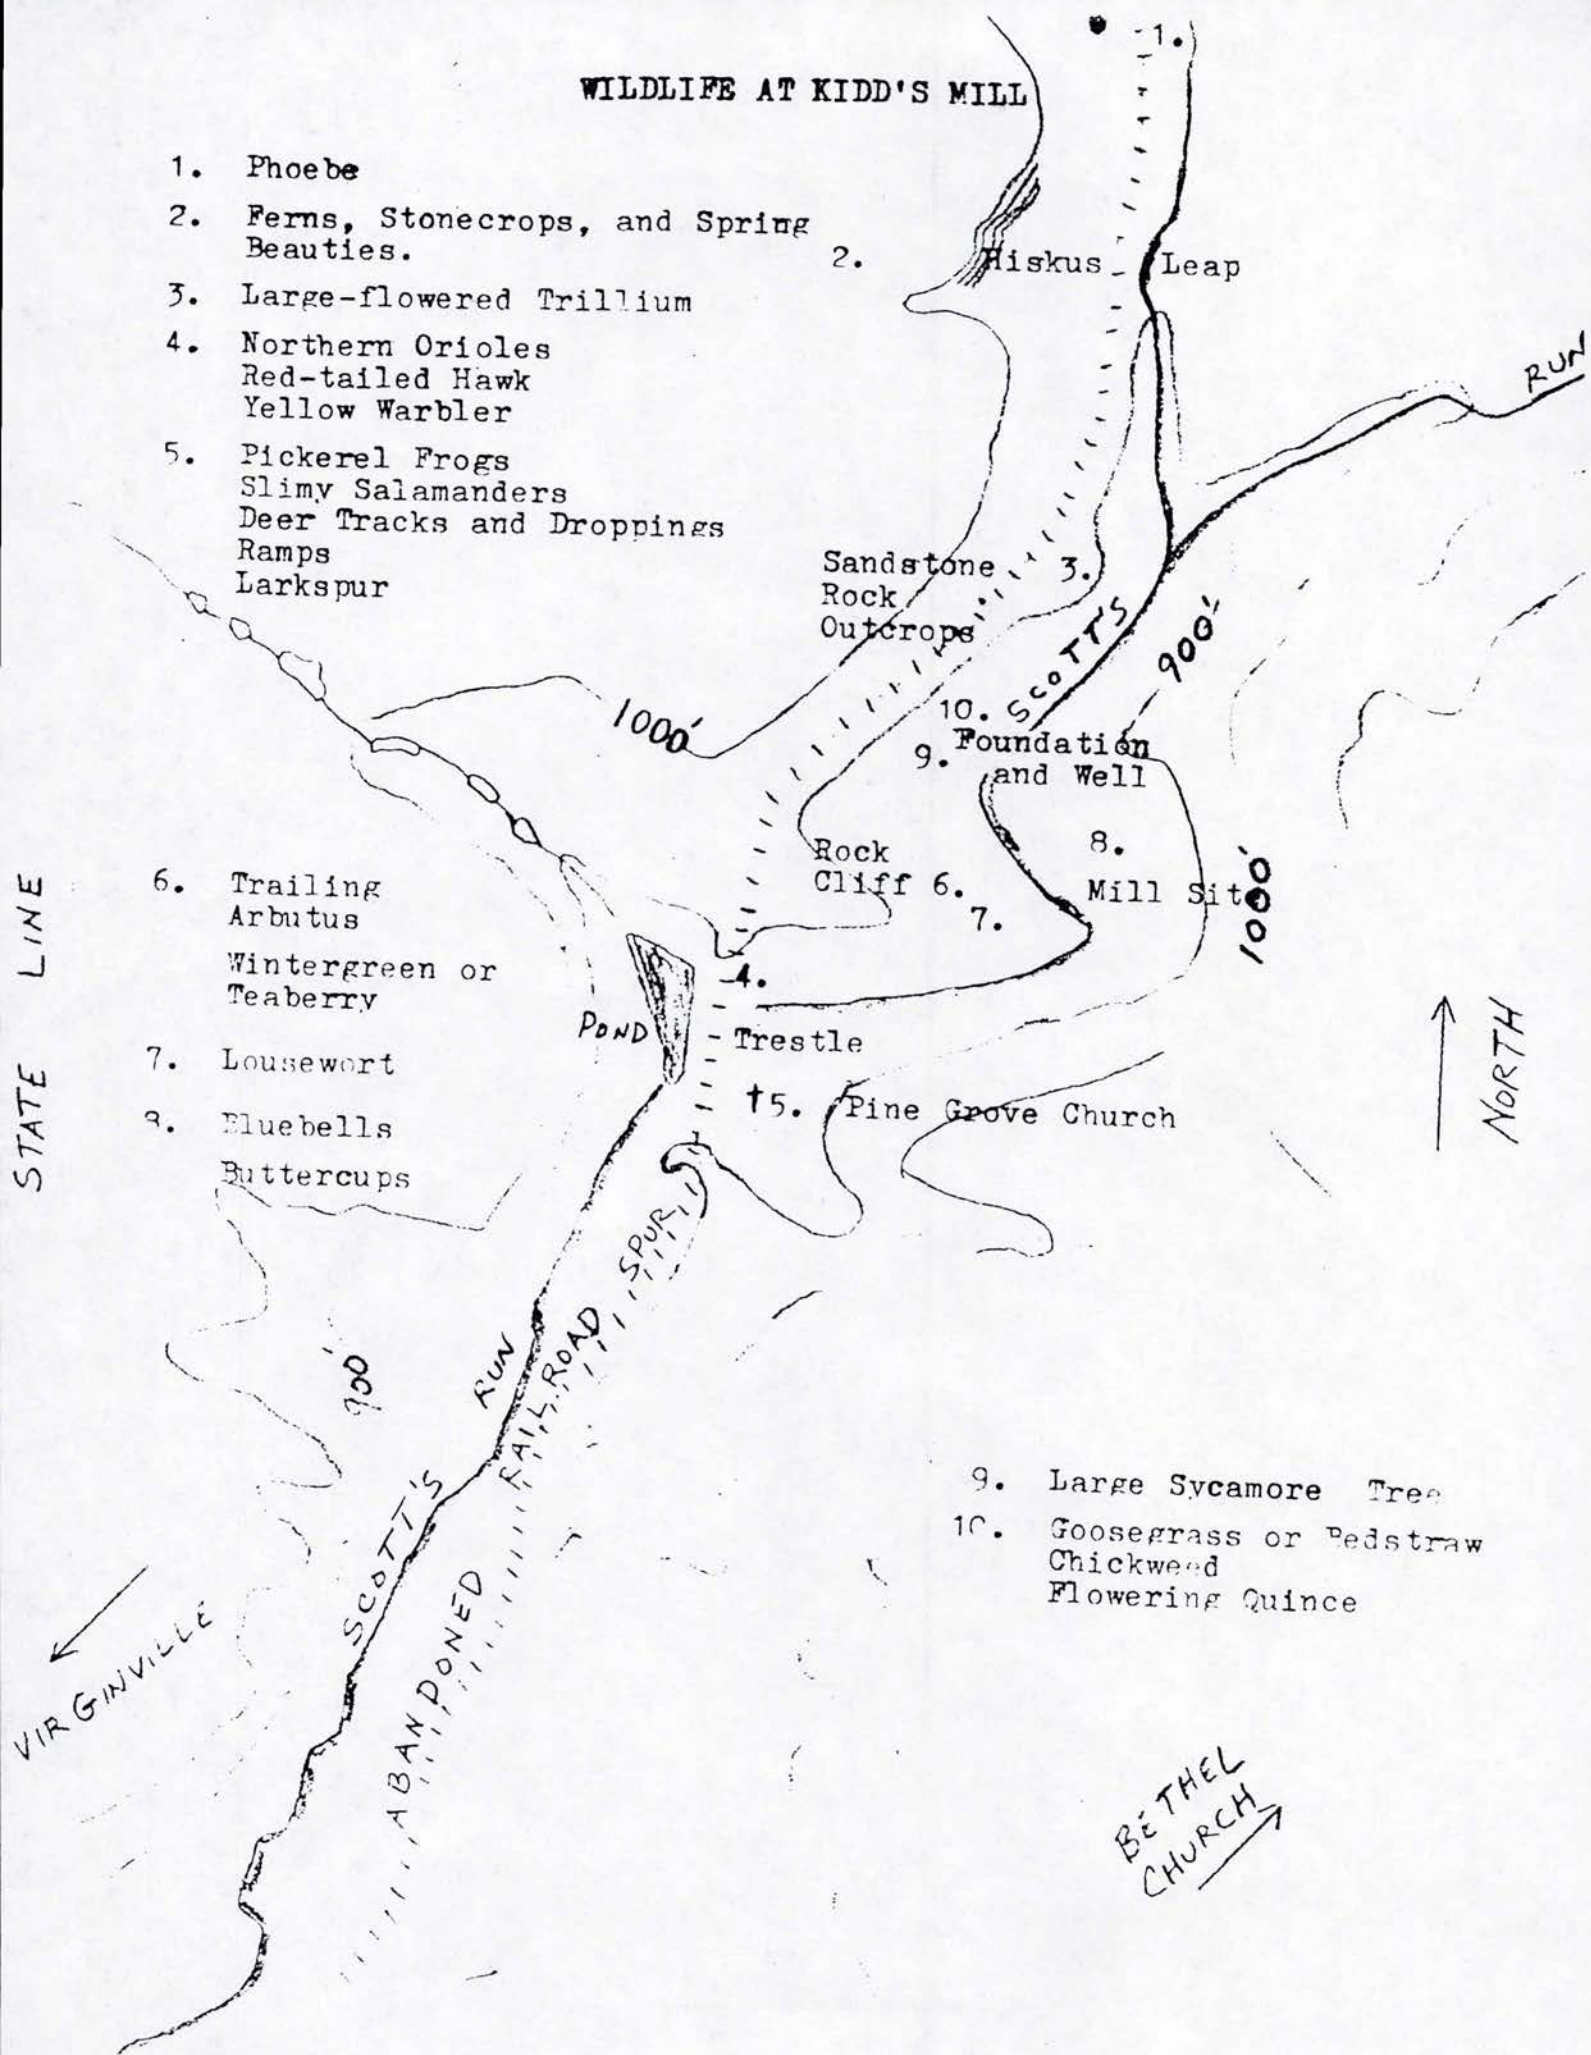 1.
WILDLIFE AT KIDD'S MILL
1. Phoebe
2. Ferns, Stonecrops, and Spring
Beauties.
2.
Hiskus Leap
3. Large-flowered Trillium
4. Northern Orioles
Red-tailed Hawk
Yellow Warbler
RUN
5. Pickerel Frogs
Slimy Salamanders
Deer Tracks and Droppings
Ramps
Larkspur
Sandstone
Rock
Outcrops
3.
SCOTT'S
900'
1000'
10.
9. Foundation
and Well
Rock
Cliff 6.
7.
8.
Mill Site
1000'
STATE LINE
6. Trailing
Arbutus
Wintergreen or
Teaberry
4.
POND
Trestle
NORTH
7. Lousewort
5. Pine Grove Church
8. Bluebells
Buttercups
900'
SCOTT'S RUN
ABANDONED RAILROAD SPUR
9. Large Sycamore Tree
10. Goosegrass or Bedstraw
Chickweed
Flowering Quince
VIRGINVILLE
BETHEL
CHURCH